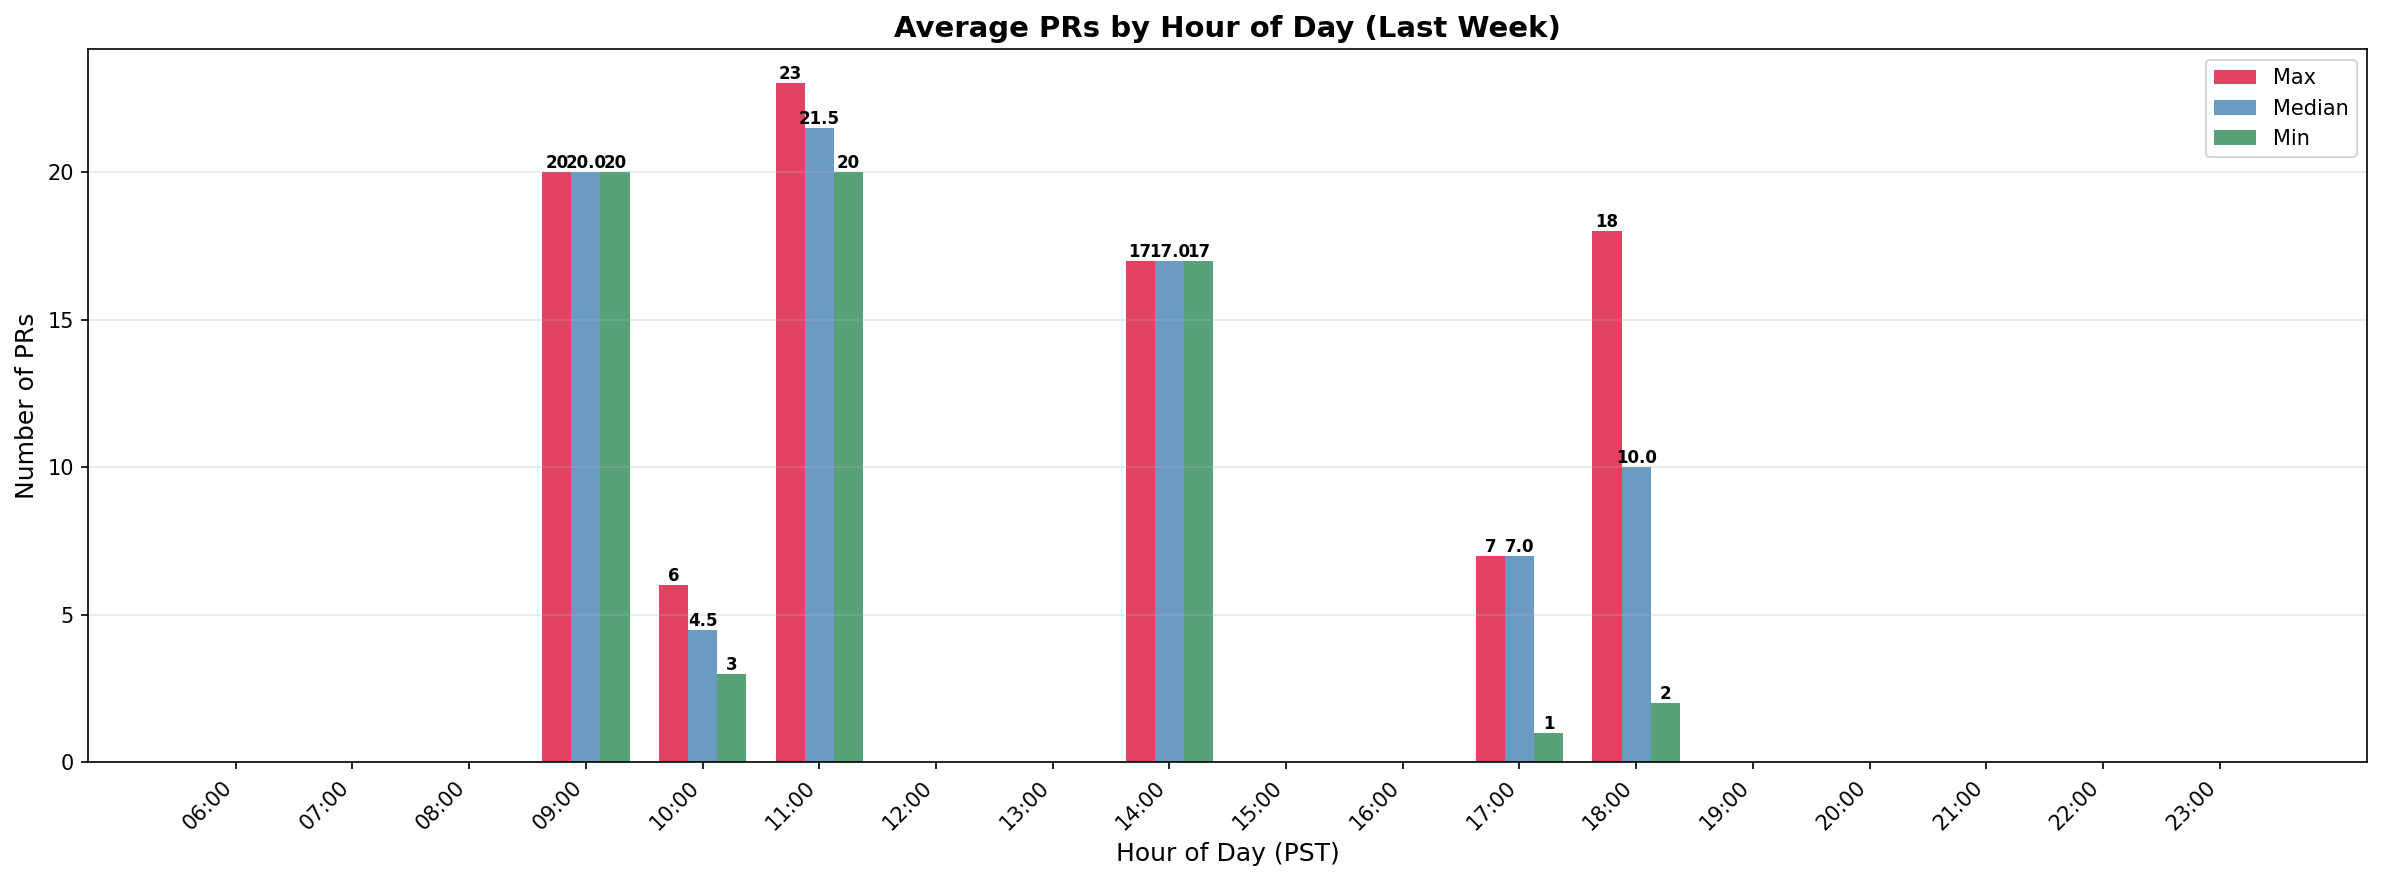 Average PRs by Hour of Day (Last Week)
Max
Median
Min
Number of PRs
20
15
10
5
0
20 20.0 20
6 4.5 3
23 21.5 20
17 17.0 17
7 7.0 1
18 10.0 2
06:00 07:00 08:00 09:00 10:00 11:00 12:00 13:00 14:00 15:00 16:00 17:00 18:00 19:00 20:00 21:00 22:00 23:00
Hour of Day (PST)